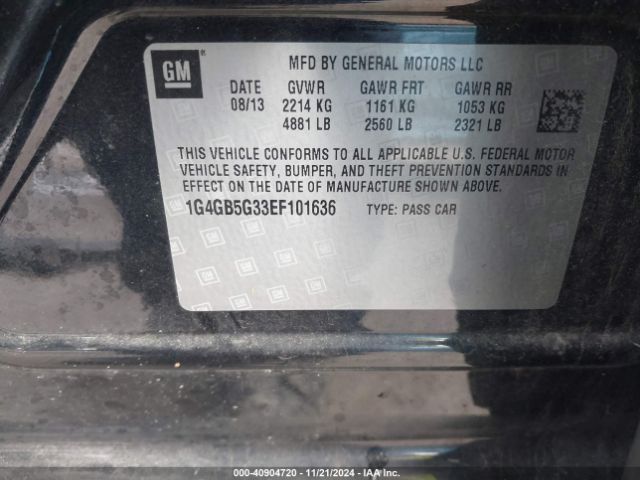 GM
MFD BY GENERAL MOTORS LLC
DATE GVWR GAWR FRT GAWR RR
08/13 2214 KG 1161 KG 1053 KG
4881 LB 2560 LB 2321 LB
THIS VEHICLE CONFORMS TO ALL APPLICABLE U.S. FEDERAL MOTOR
VEHICLE SAFETY, BUMPER, AND THEFT PREVENTION STANDARDS
IN EFFECT ON THE DATE OF MANUFACTURE SHOWN ABOVE.
1G4GB5G33EF101636 TYPE: PASS CAR
000-40904720 - 11/21/2024 - IAA Inc.